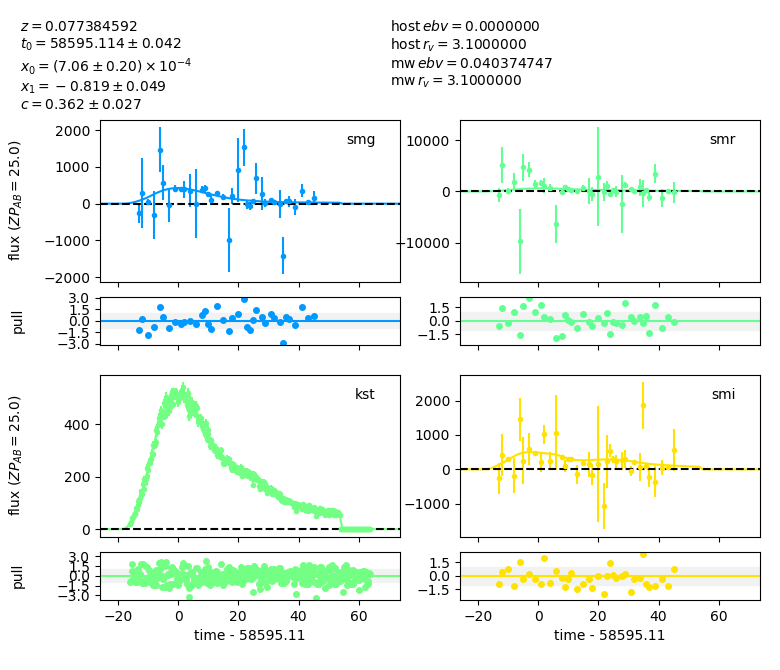 z = 0.077384592
t₀ = 58595.114 ± 0.042
x₀ = (7.06 ± 0.20) × 10⁻⁴
x₁ = − 0.819 ± 0.049
c = 0.362 ± 0.027
host ebv = 0.0000000
host r_v = 3.1000000
mw ebv = 0.040374747
mw r_v = 3.1000000
flux (ZP_AB = 25.0)
2000
1000
0
−1000
−2000
smg
10000
0
−10000
smr
pull
3.0
1.5
0.0
−1.5
−3.0
1.5
0.0
−1.5
flux (ZP_AB = 25.0)
400
200
0
kst
2000
1000
0
−1000
smi
pull
3.0
1.5
0.0
−1.5
−3.0
1.5
0.0
−1.5
−20 0 20 40 60
time - 58595.11
−20 0 20 40 60
time - 58595.11